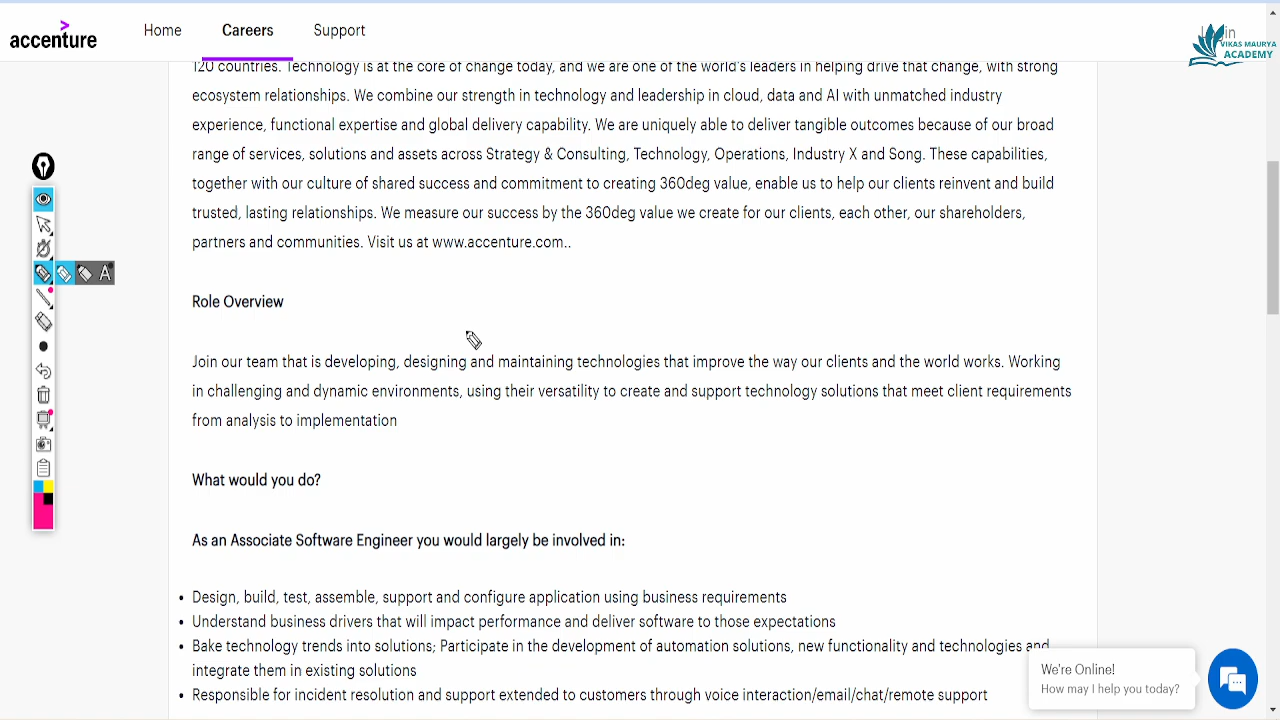 accenture
Home
Careers
Support
in
VIKAS MAURYA
ACADEMY
120 countries. Technology is at the core of change today, and we are one of the world's leaders in helping drive that change, with strong
ecosystem relationships. We combine our strength in technology and leadership in cloud, data and AI with unmatched industry
experience, functional expertise and global delivery capability. We are uniquely able to deliver tangible outcomes because of our broad
range of services, solutions and assets across Strategy & Consulting, Technology, Operations, Industry X and Song. These capabilities,
together with our culture of shared success and commitment to creating 360deg value, enable us to help our clients reinvent and build
trusted, lasting relationships. We measure our success by the 360deg value we create for our clients, each other, our shareholders,
partners and communities. Visit us at www.accenture.com..
Role Overview
Join our team that is developing, designing and maintaining technologies that improve the way our clients and the world works. Working
in challenging and dynamic environments, using their versatility to create and support technology solutions that meet client requirements
from analysis to implementation
What would you do?
As an Associate Software Engineer you would largely be involved in:
• Design, build, test, assemble, support and configure application using business requirements
• Understand business drivers that will impact performance and deliver software to those expectations
• Bake technology trends into solutions; Participate in the development of automation solutions, new functionality and technologies and
integrate them in existing solutions
• Responsible for incident resolution and support extended to customers through voice interaction/email/chat/remote support
We're Online!
How may I help you today?
A